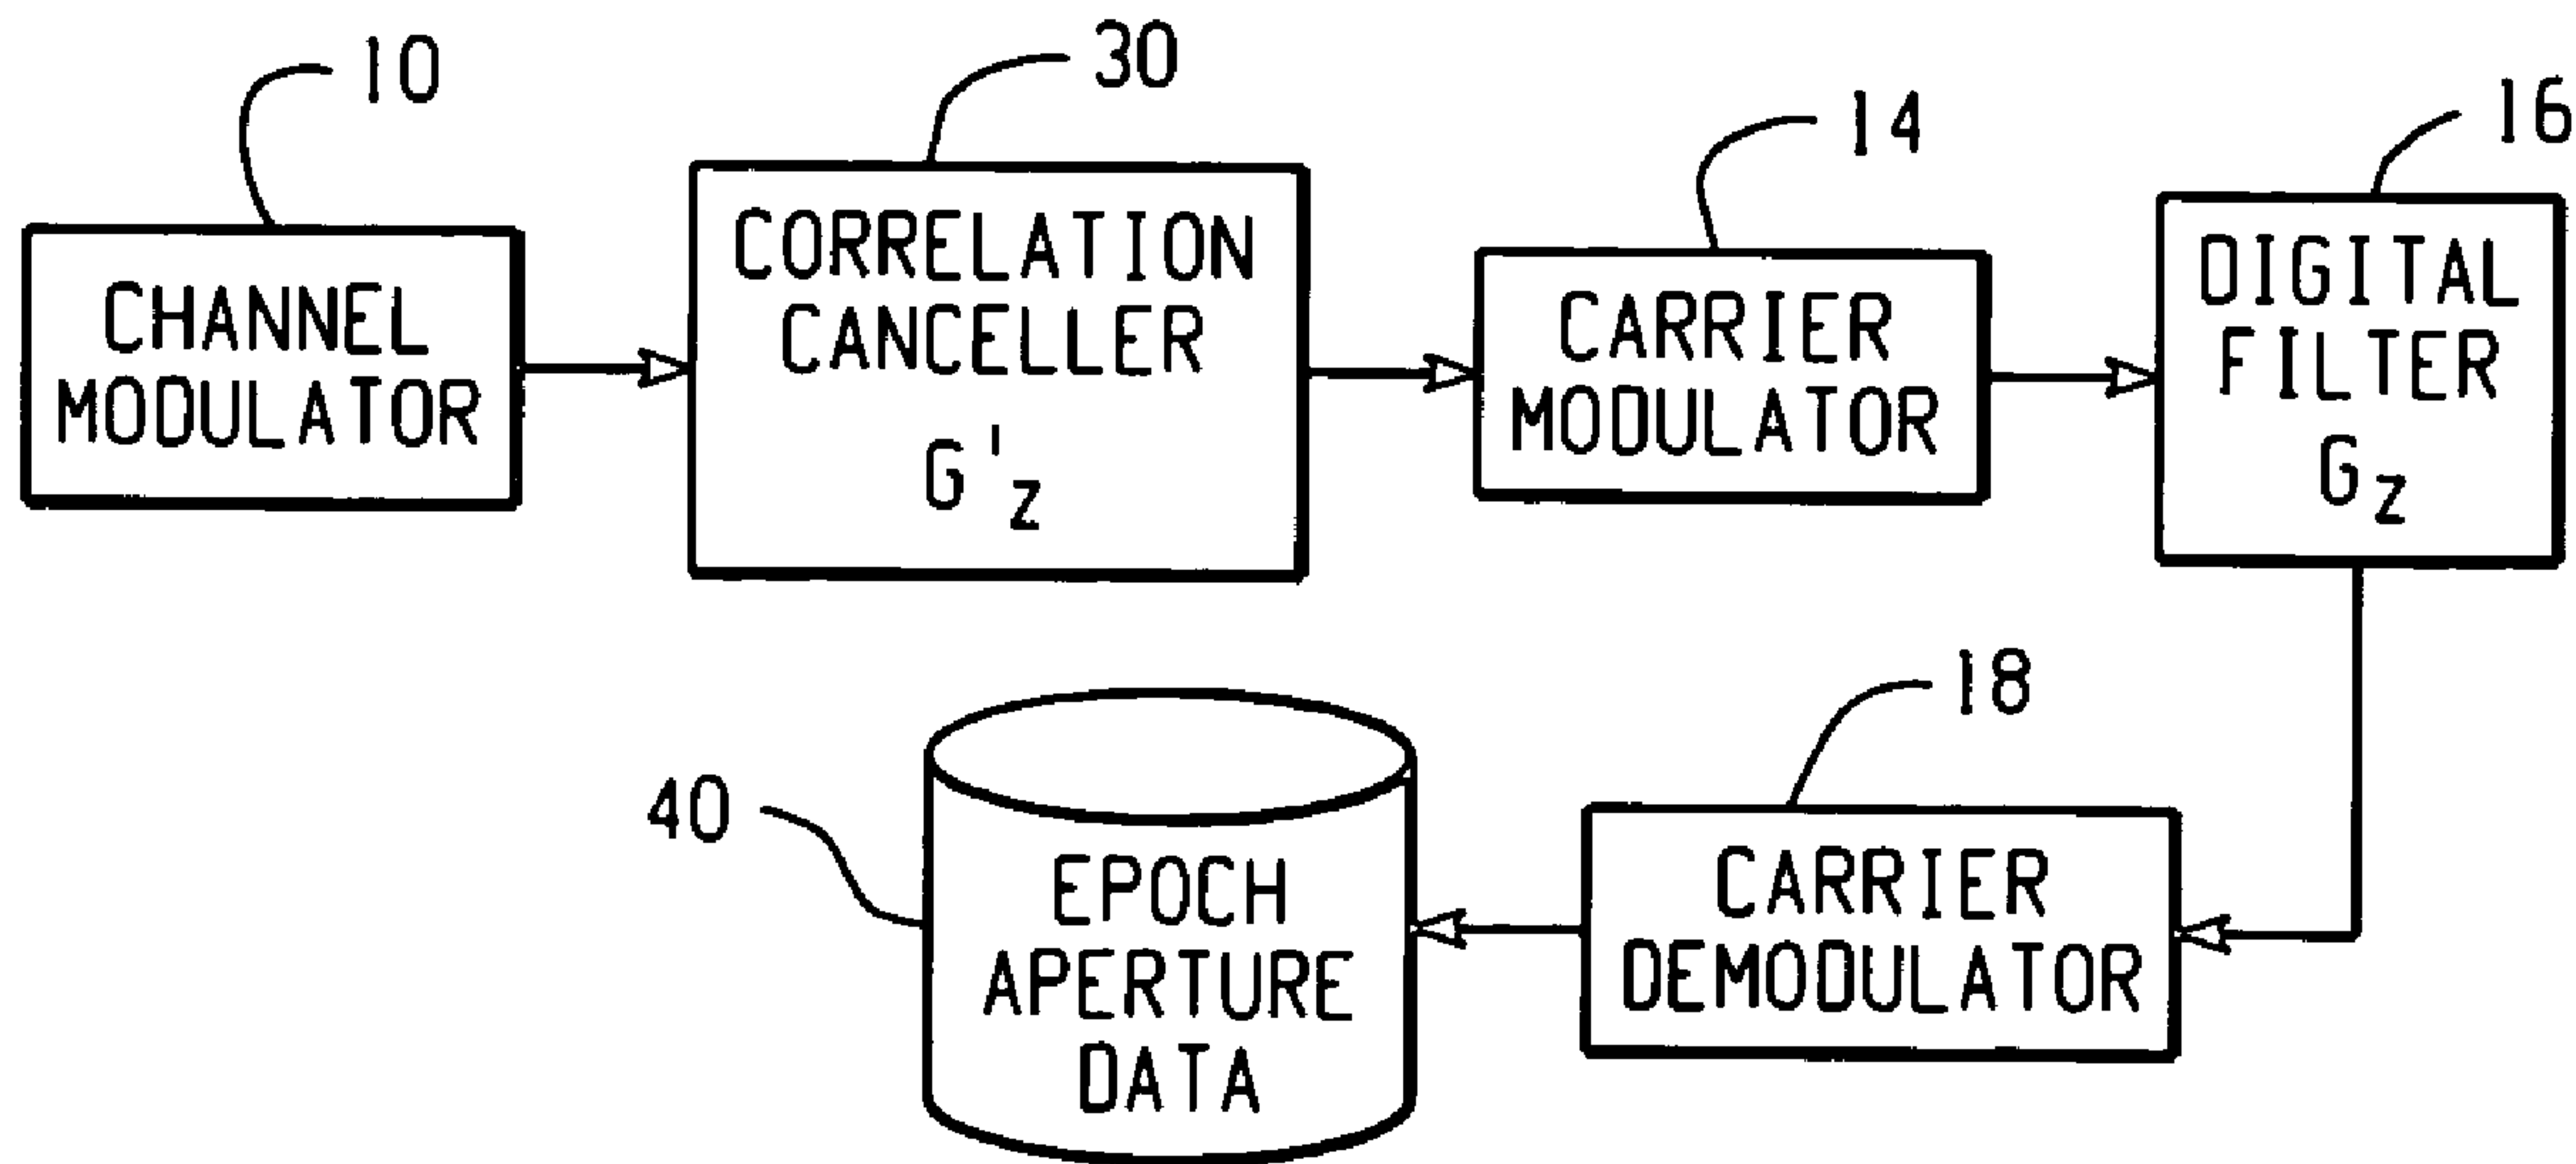 10
30
14
16
CHANNEL
MODULATOR
CORRELATION
CANCELLER
G'z
CARRIER
MODULATOR
DIGITAL
FILTER
Gz
40
EPOCH
APERTURE
DATA
18
CARRIER
DEMODULATOR